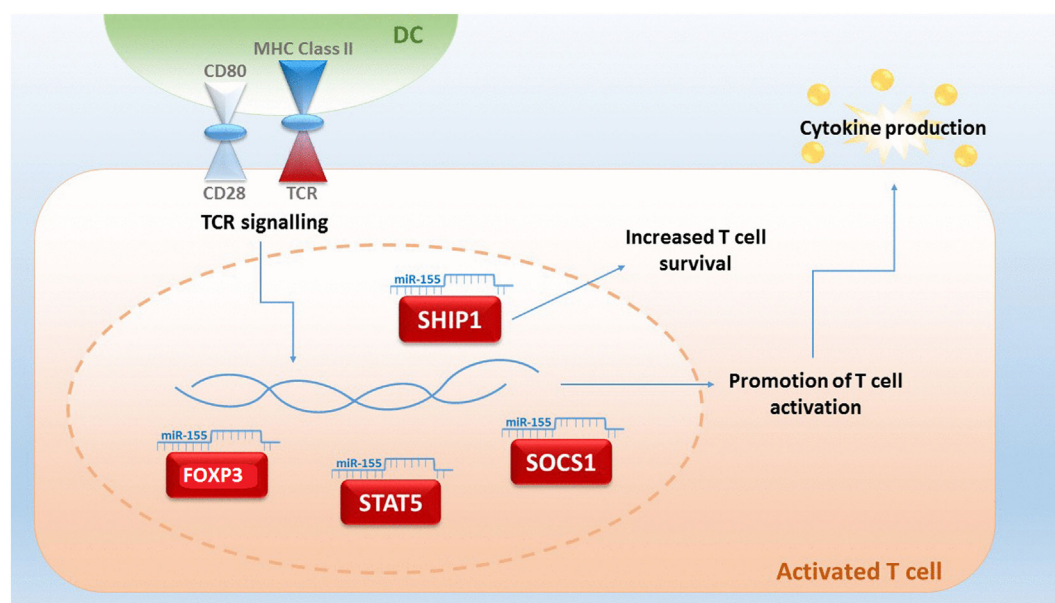 DC
MHC Class II
CD80
CD28
TCR
TCR signalling
Cytokine production
Increased T cell
survival
miR-155
SHIP1
Promotion of T cell
activation
miR-155
FOXP3
miR-155
STAT5
miR-155
SOCS1
Activated T cell